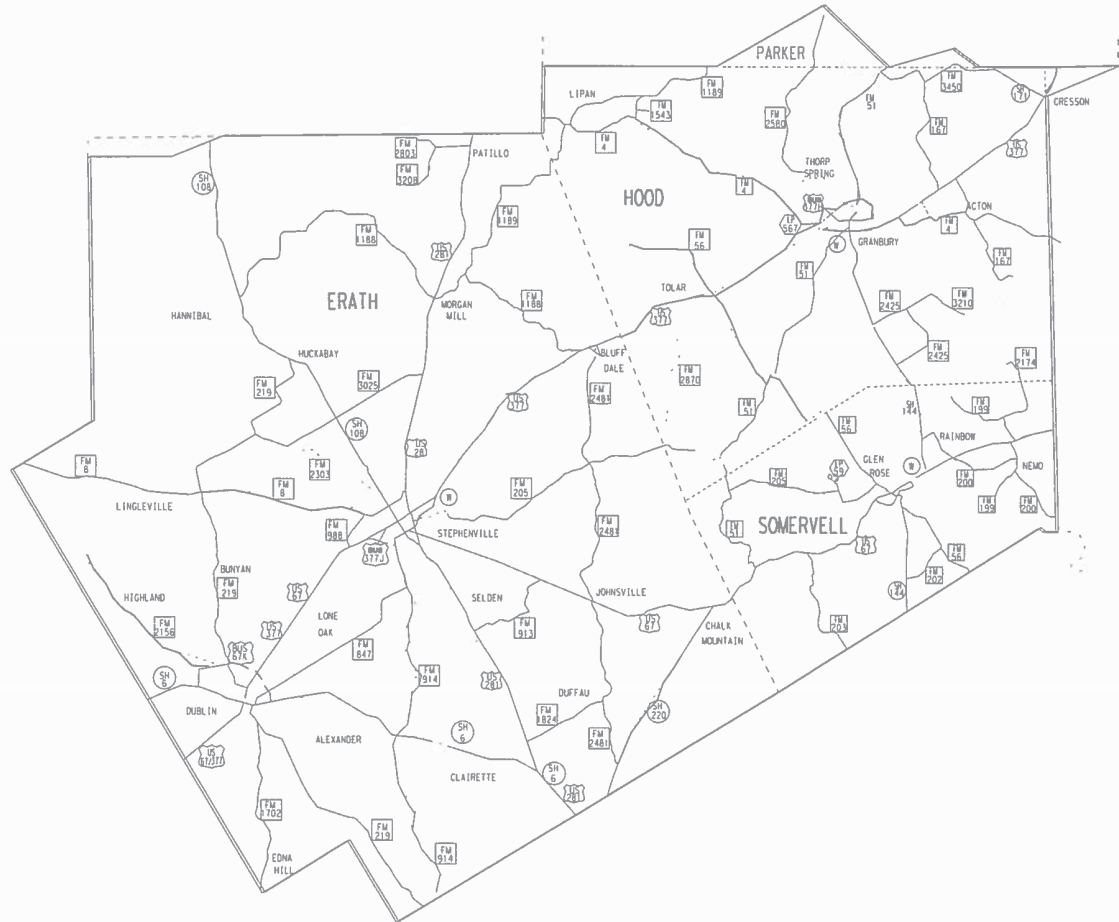 PARKER
FM
3450
SH
171
CRESSON
LIPAN
FM
1189
FM
1543
FM
2580
FM
51
FM
167
FM
4
US
377
PATILLO
FM
2803
FM
3208
SH
108
THORP
SPRING
FM
4
HOOD
BUS
377
LP
567
ACTON
FM
4
FM
1189
FM
1188
US
281
FM
56
W
GRANBURY
FM
51
FM
167
ERATH
MORGAN
MILL
FM
1188
TOLAR
US
377
FM
2425
FM
3210
HANNIBAL
HUCKABAY
BLUFF
DALE
FM
2425
FM
2174
FM
219
FM
3025
FM
2870
US
377
FM
2481
FM
51
SH
144
FM
199
SH
108
FM
56
RAINBOW
US
281
GLEN
ROSE
W
NEMO
FM
8
FM
2303
FM
8
LP
59
FM
205
FM
200
FM
199
FM
200
W
FM
205
LINGLEVILLE
STEPHENVILLE
SOMERVELL
FM
988
BUS
377J
FM
2481
FM
51
US
67
FM
56
BUNYAN
FM
219
US
67
FM
202
SH
144
HIGHLAND
SELDEN
JOHNSVILLE
FM
2156
US
377
LONE
OAK
FM
913
US
67
CHALK
MOUNTAIN
FM
203
BUS
67K
FM
847
FM
914
US
281
SH
6
DUBLIN
DUFFAU
FM
1824
SH
220
ALEXANDER
SH
6
FM
2481
US
67/377
CLAIRETTE
SH
6
US
281
FM
1702
FM
219
EDNA
HILL
FM
914